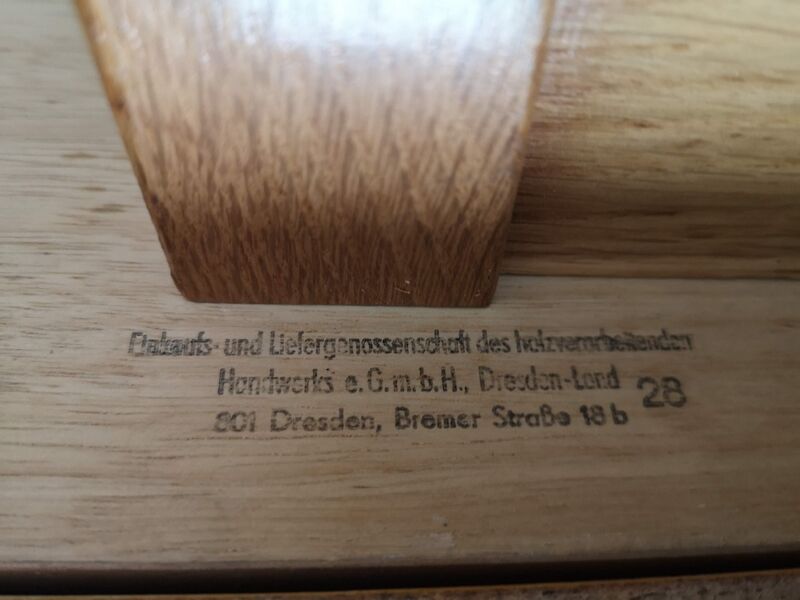 Einkaufs- und Liefergenossenschaft des holzverarbeitenden
Handwerks e.G.m.b.H., Dresden-Land 28
801 Dresden, Bremer Straße 18 b